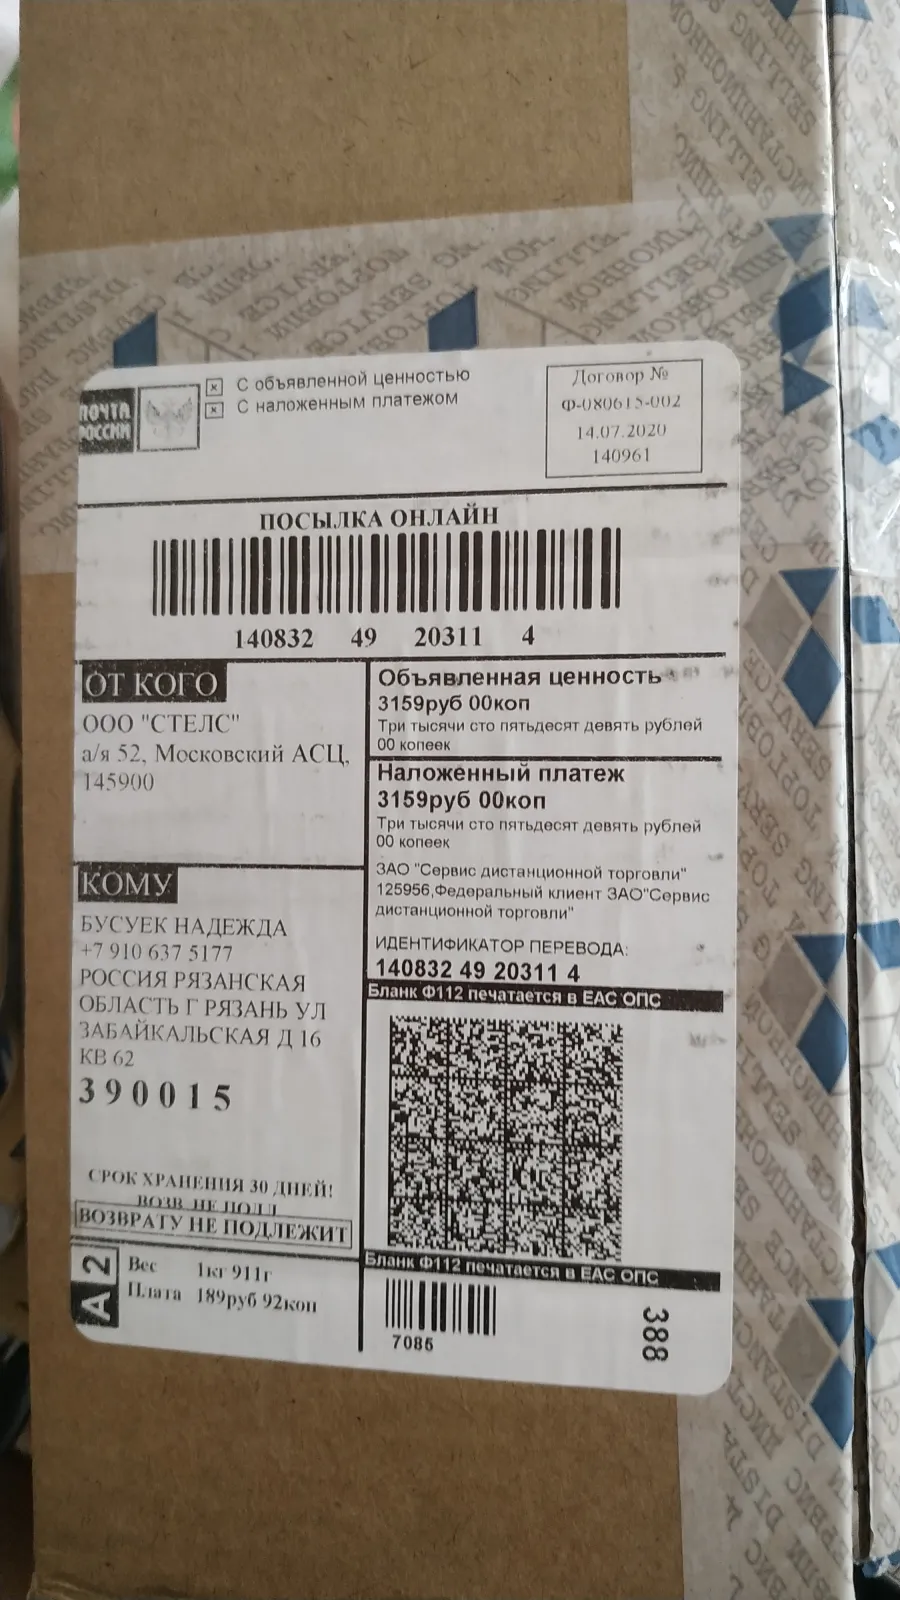 ПОЧТА
РОССИИ
С объявленной ценностью
С наложенным платежом
Договор №
Ф-080615-002
14.07.2020
140961
ПОСЫЛКА ОНЛАЙН
140832 49 20311 4
ОТ КОГО
ООО "СТЕЛС"
а/я 52, Московский АСЦ,
145900
Объявленная ценность
3159руб 00коп
Три тысячи сто пятьдесят девять рублей
00 копеек
Наложенный платеж
3159руб 00коп
Три тысячи сто пятьдесят девять рублей
00 копеек
ЗАО "Сервис дистанционной торговли"
125956,Федеральный клиент ЗАО"Сервис
дистанционной торговли"
ИДЕНТИФИКАТОР ПЕРЕВОДА:
140832 49 20311 4
Бланк Ф112 печатается в ЕАС ОПС
КОМУ
БУСУЕК НАДЕЖДА
+7 910 637 5177
РОССИЯ РЯЗАНСКАЯ
ОБЛАСТЬ Г РЯЗАНЬ УЛ
ЗАБАЙКАЛЬСКАЯ Д 16
КВ 62
390015
СРОК ХРАНЕНИЯ 30 ДНЕЙ!
ВОЗВРАТУ НЕ ПОДЛЕЖИТ
A2
Вес 1кг 911г
Плата 189руб 92коп
Бланк Ф112 печатается в ЕАС ОПС
7085
388